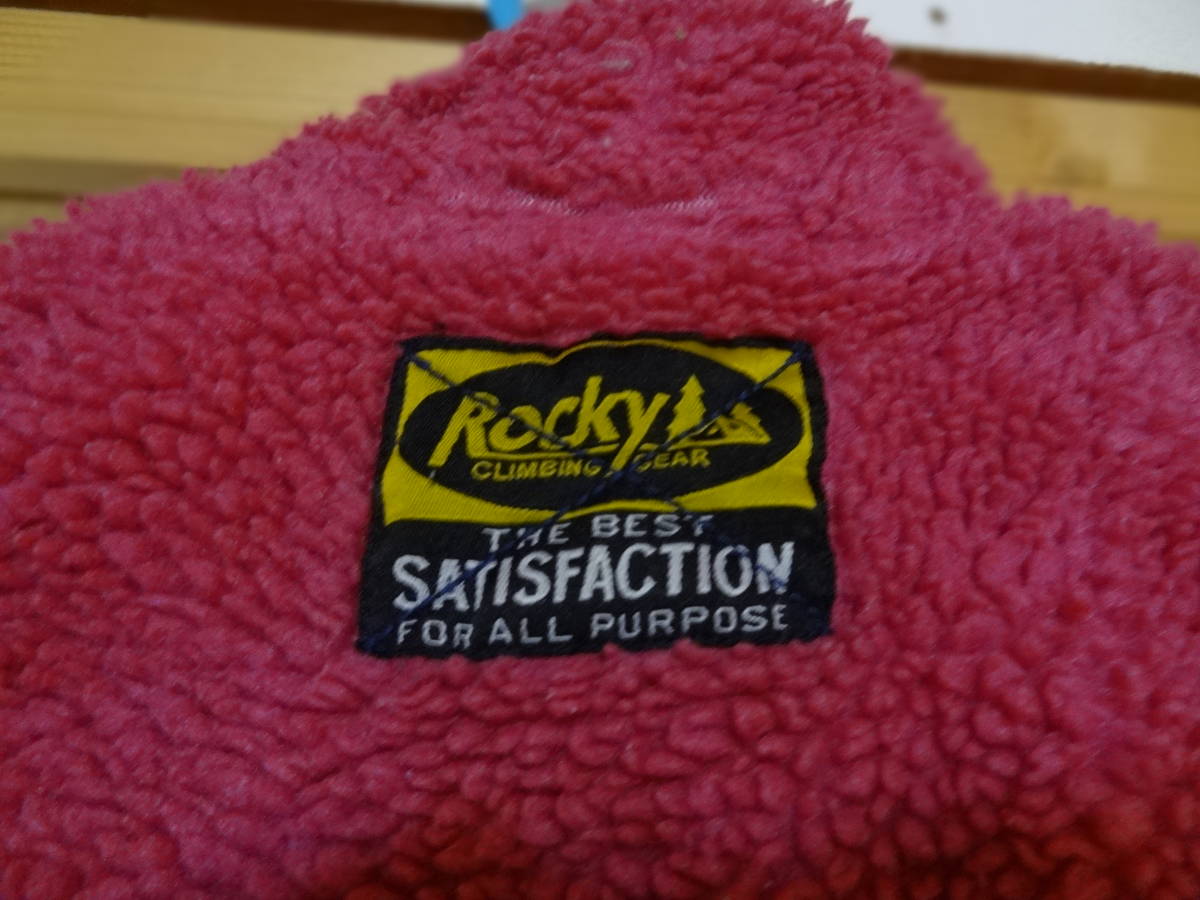 Rocky
CLIMBING GEAR
THE BEST
SATISFACTION
FOR ALL PURPOSE